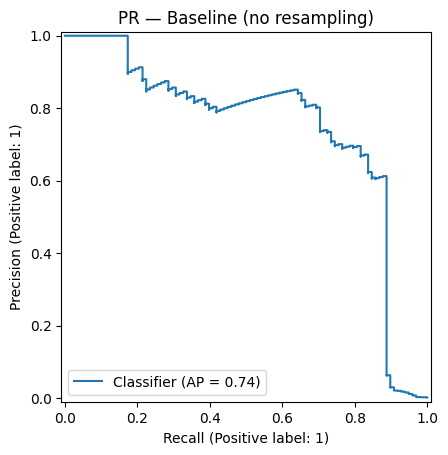 PR — Baseline (no resampling)
1.0
0.8
0.6
0.4
0.2
0.0
Precision (Positive label: 1)
Classifier (AP = 0.74)
0.0 0.2 0.4 0.6 0.8 1.0
Recall (Positive label: 1)